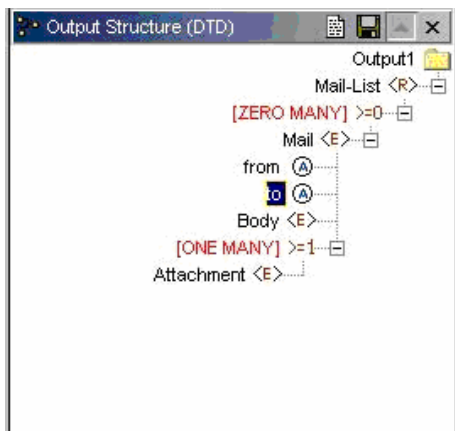 Output Structure (DTD)
Output1
Mail-List <R>
[ZERO MANY] >=0
Mail <E>
from A
to A
Body <E>
[ONE MANY] >=1
Attachment <E>